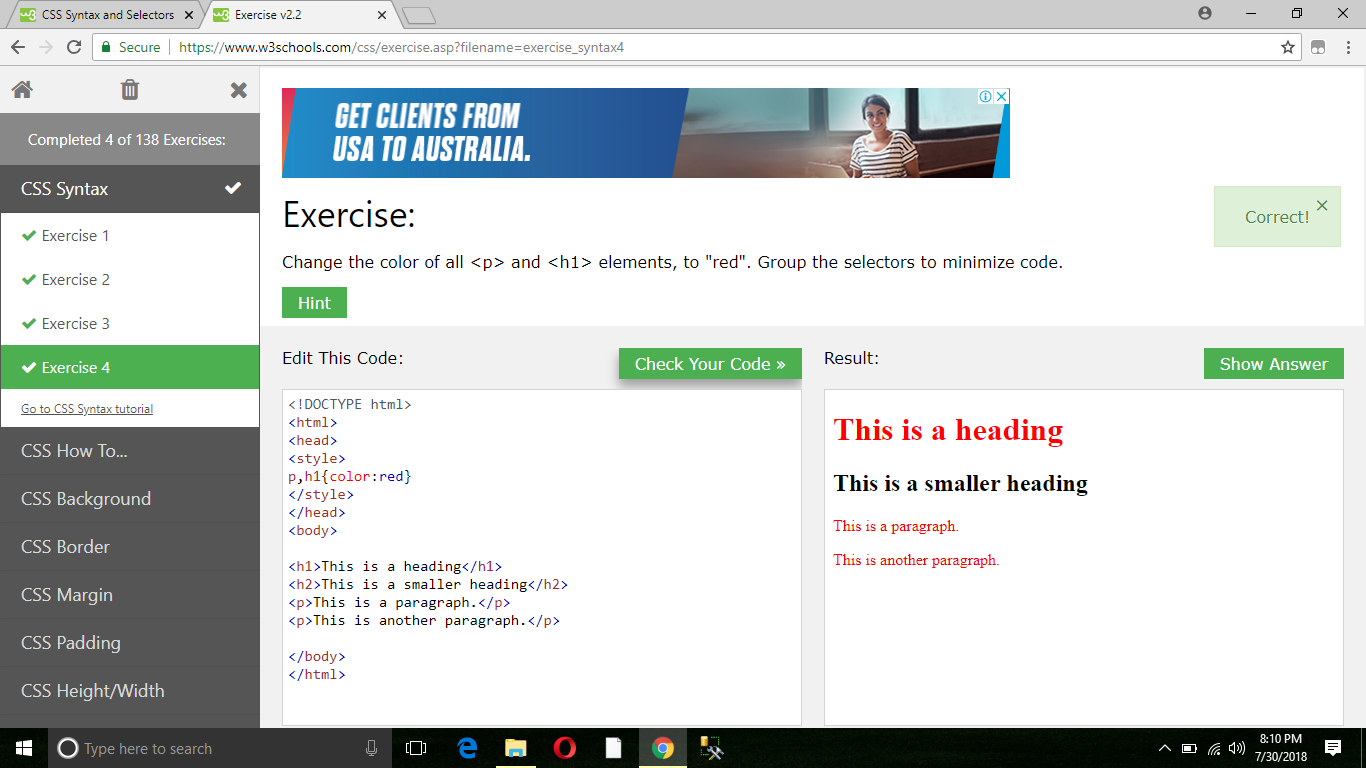 CSS Syntax and Selectors
Exercise v2.2
Secure
https://www.w3schools.com/css/exercise.asp?filename=exercise_syntax4
Completed 4 of 138 Exercises:
CSS Syntax
Exercise 1
Exercise 2
Exercise 3
Exercise 4
Go to CSS Syntax tutorial
CSS How To...
CSS Background
CSS Border
CSS Margin
CSS Padding
CSS Height/Width
GET CLIENTS FROM
USA TO AUSTRALIA.
Exercise:
Correct!
Change the color of all <p> and <h1> elements, to "red". Group the selectors to minimize code.
Hint
Edit This Code:
Check Your Code »
<!DOCTYPE html>
<html>
<head>
<style>
p,h1{color:red}
</style>
</head>
<body>
<h1>This is a heading</h1>
<h2>This is a smaller heading</h2>
<p>This is a paragraph.</p>
<p>This is another paragraph.</p>
</body>
</html>
Result:
Show Answer
This is a heading
This is a smaller heading
This is a paragraph.
This is another paragraph.
Type here to search
8:10 PM
7/30/2018